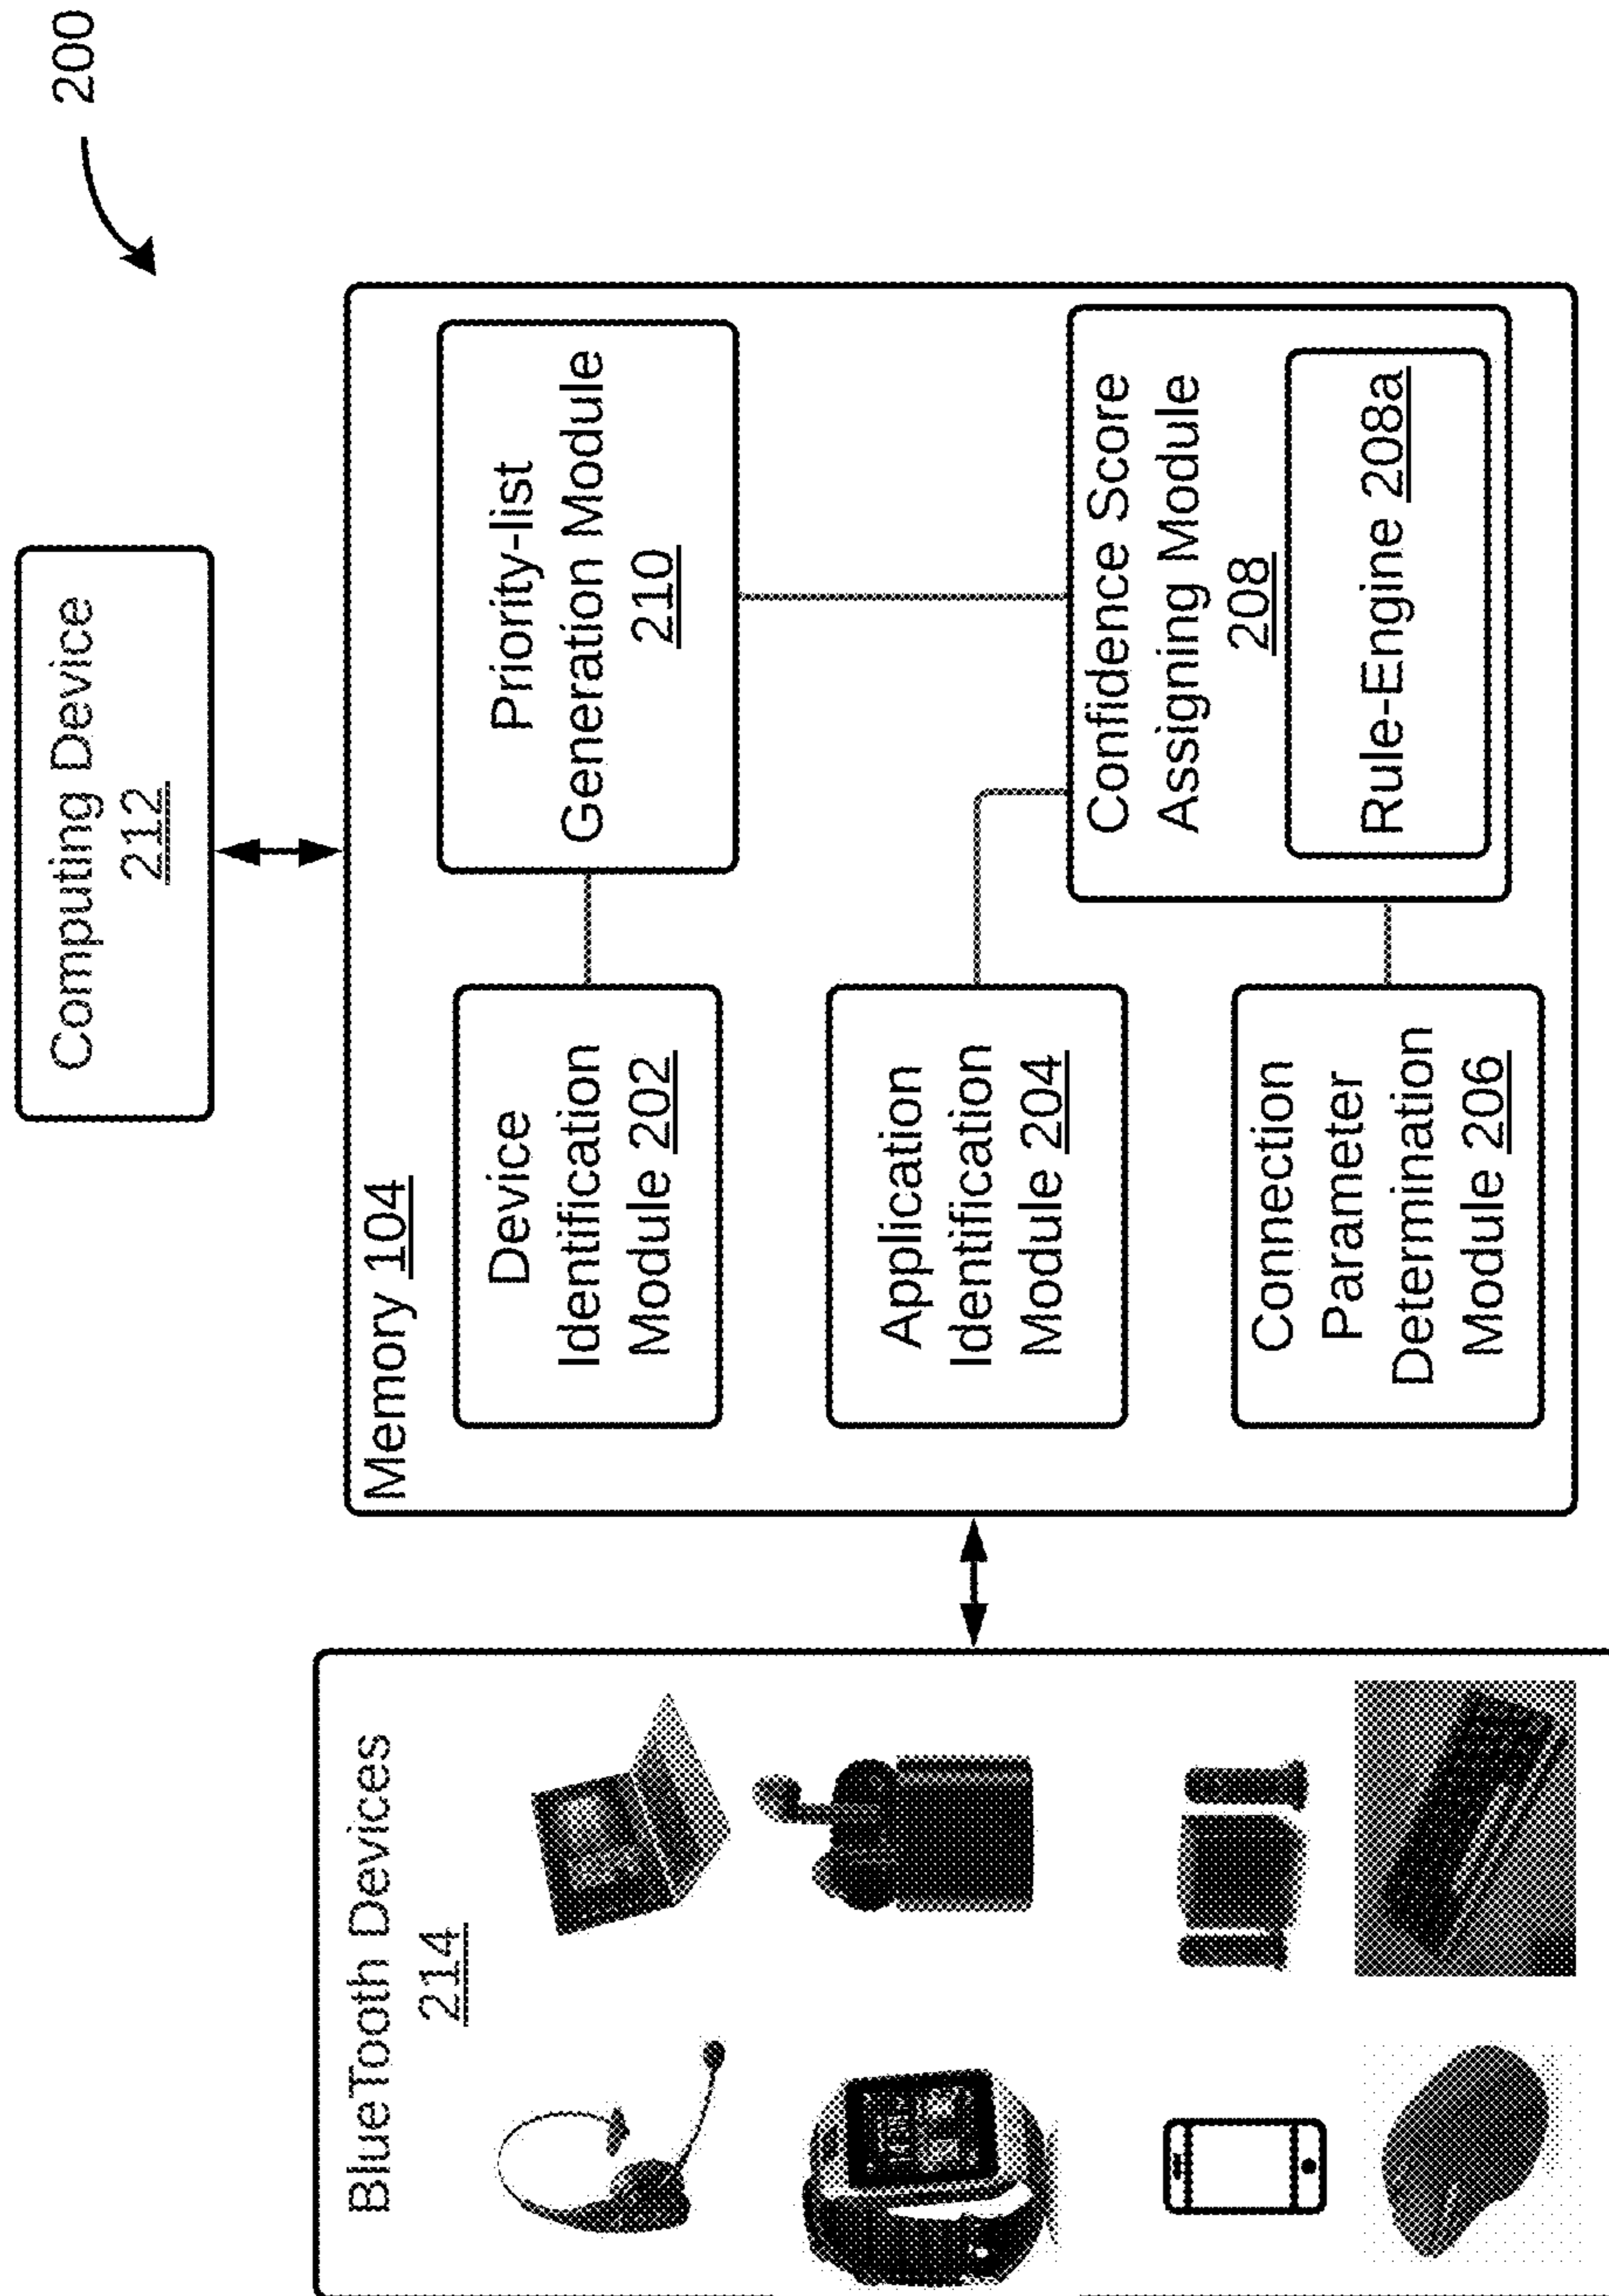 200
Computing Device
212
BlueTooth Devices
214
Memory 104
Device
Identification
Module 202
Priority-list
Generation Module
210
Application
Identification
Module 204
Confidence Score
Assigning Module
208
Rule-Engine 208a
Connection
Parameter
Determination
Module 206